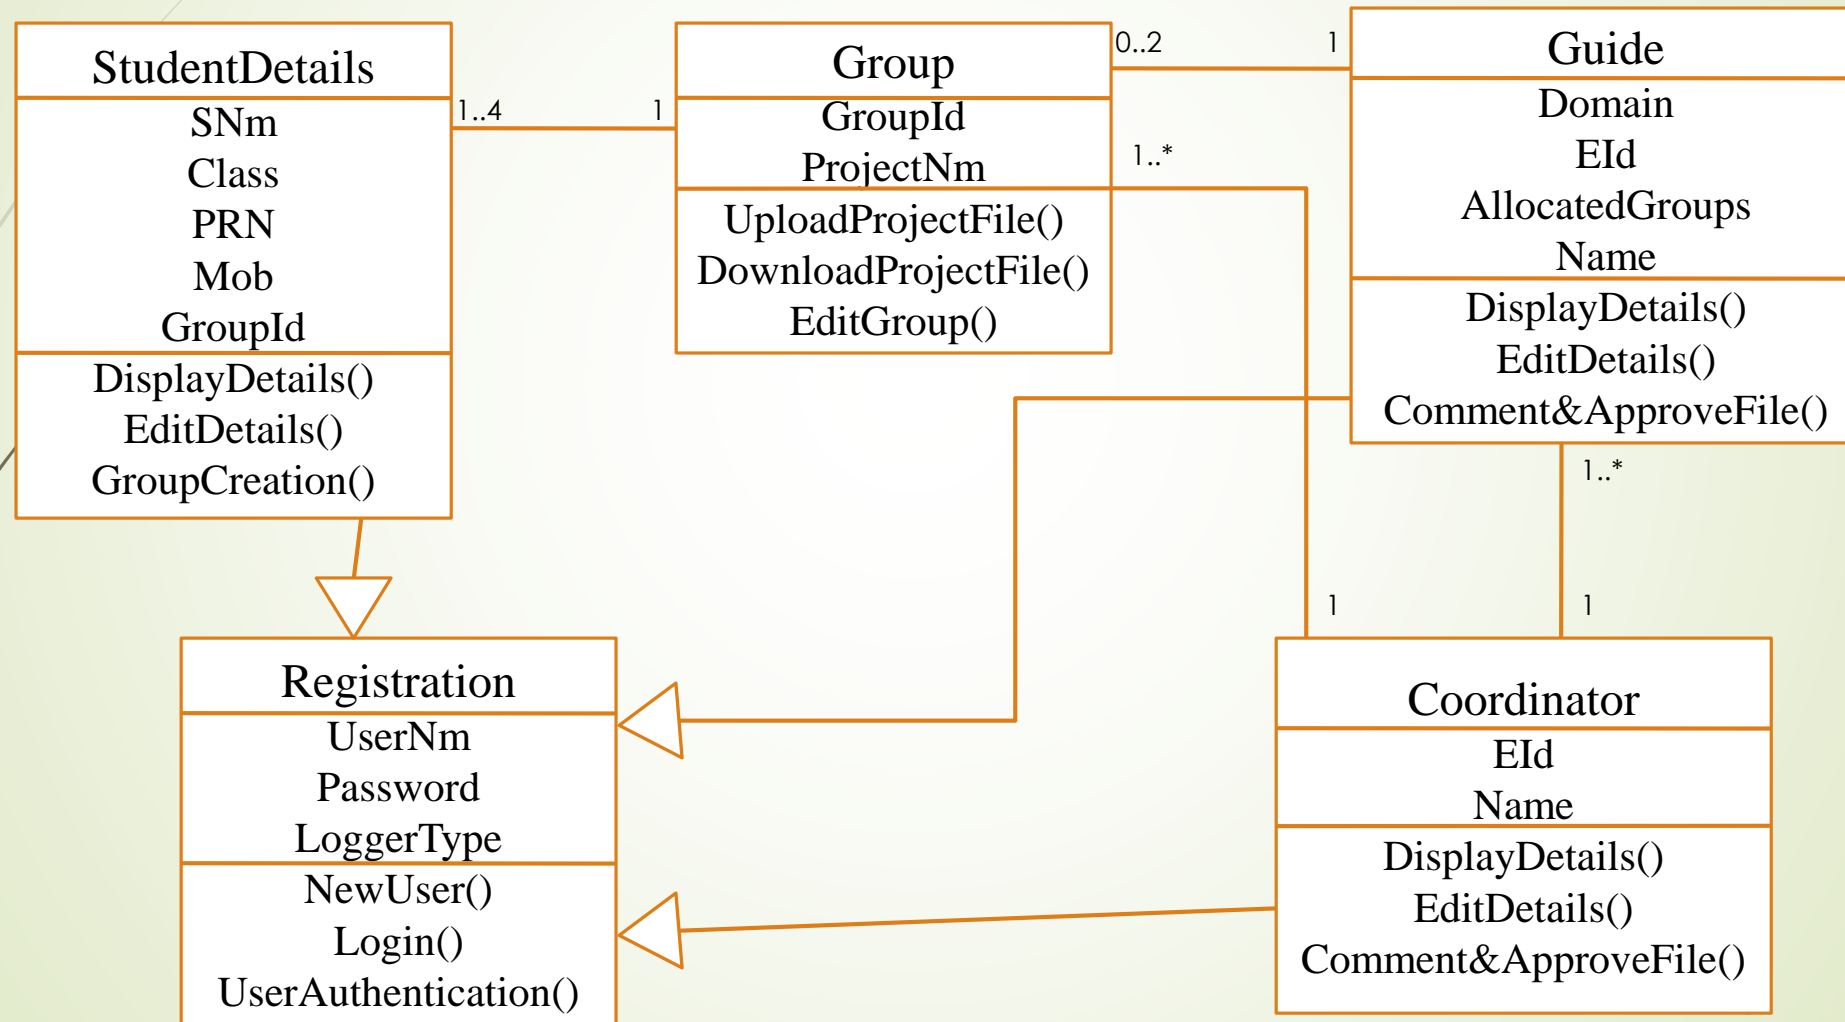 StudentDetails
SNm
Class
PRN
Mob
GroupId
DisplayDetails()
EditDetails()
GroupCreation()
1..4
1
Group
GroupId
ProjectNm
UploadProjectFile()
DownloadProjectFile()
EditGroup()
0..2
1
1..*
Guide
Domain
EId
AllocatedGroups
Name
DisplayDetails()
EditDetails()
Comment&ApproveFile()
1..*
1
1
Registration
UserNm
Password
LoggerType
NewUser()
Login()
UserAuthentication()
Coordinator
EId
Name
DisplayDetails()
EditDetails()
Comment&ApproveFile()